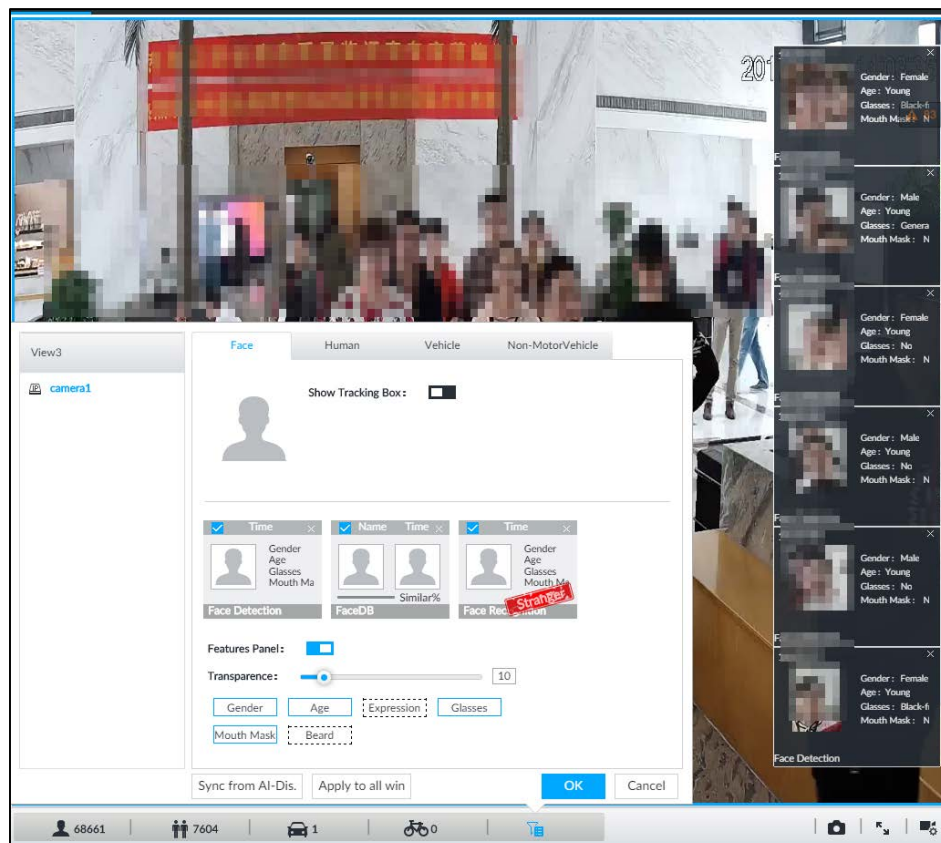 201
Gender : Female
Age : Young
Glasses : Black-fi
Mouth Mask : N
Gender : Male
Age : Young
Glasses : Genera
Mouth Mask : N
Gender : Female
Age : Young
Glasses : No
Mouth Mask : N
Gender : Male
Age : Young
Glasses : No
Mouth Mask : N
Gender : Male
Age : Young
Glasses : No
Mouth Mask : N
Gender : Female
Age : Young
Glasses : Black-fi
Mouth Mask : N
Face Detection
View3
camera1
Face Human Vehicle Non-MotorVehicle
Show Tracking Box :
Time
Gender
Age
Glasses
Mouth Ma
Face Detection
Name Time
Similar%
FaceDB
Time
Gender
Age
Glasses
Mouth Ma
Stranger
Face Recognition
Features Panel :
Transparence : 10
Gender Age Expression Glasses
Mouth Mask Beard
Sync from AI-Dis. Apply to all win OK Cancel
68661 7604 1 0